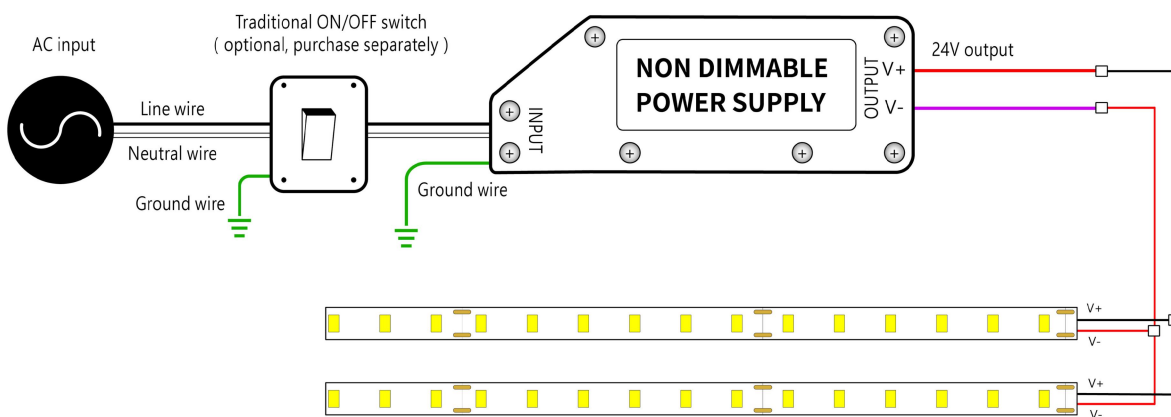 Traditional ON/OFF switch
( optional, purchase separately )
AC input
24V output
NON DIMMABLE
POWER SUPPLY
INPUT
OUTPUT
V+
V-
Line wire
Neutral wire
Ground wire
Ground wire
V+
V-
V+
V-